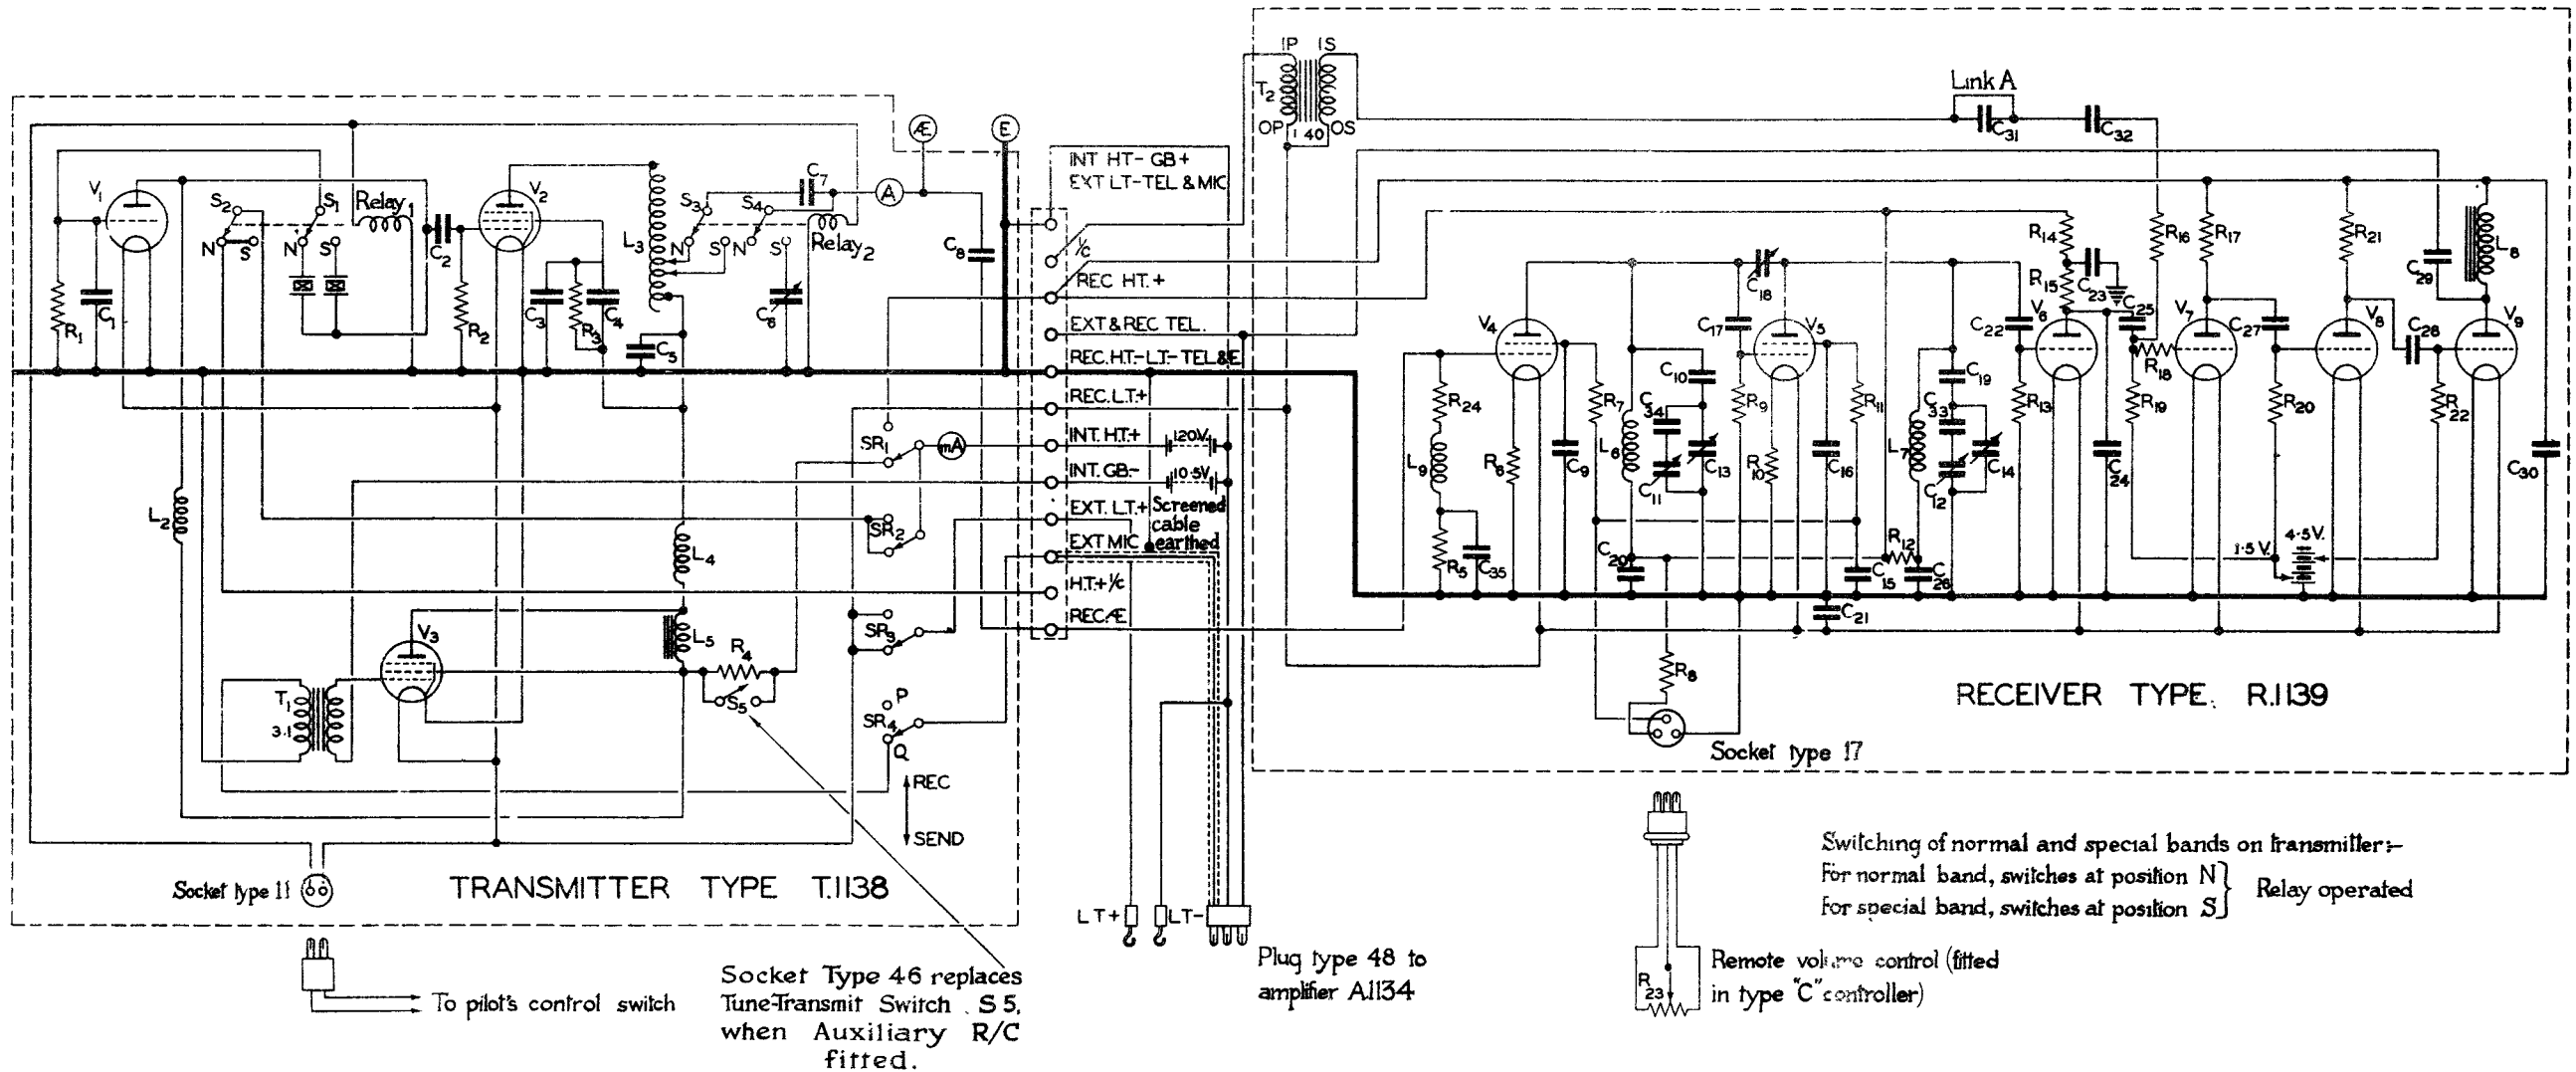 Æ
E
INT HT- GB+
EXT LT-TEL & MIC
I/C
REC HT.+
EXT & REC TEL.
REC. HT.-LT.- TEL & E
REC. L.T.+
INT. H.T.+
120V.
INT. GB.-
10·5V.
EXT. L.T.+
Screened
cable
earthed
EXT MIC
H.T.+ I/C
REC Æ
V1
S2
N
S
S1
N
S
Relay 1
C2
R1
C1
R2
V2
C3
R3
C4
L3
C5
S3
N
S
S4
N
S
C7
Relay 2
C6
A
C8
L2
SR1
mA
SR2
L4
SR3
L5
V3
R4
S5
T1
3.1
P
SR4
Q
REC
SEND
Socket type 11
TRANSMITTER TYPE T.1138
To pilot's control switch
Socket Type 46 replaces
Tune-Transmit Switch S5,
when Auxiliary R/C
fitted.
LT+
LT-
Plug type 48 to
amplifier A.1134
IP
IS
T2
OP
1 40
OS
Link A
C31
C32
V4
R24
L9
R5
C35
R6
C9
R7
C20
L6
C34
C10
C11
C13
C17
C18
V5
R9
R10
C16
R11
C15
C21
R12
L7
C26
C22
C19
C33
C12
C14
R13
R14
R15
C23
V6
C24
C25
R16
R18
R19
V7
R17
C27
R20
1·5 V.
4·5V.
V8
R21
C28
R22
C29
L8
V9
C30
R8
Socket type 17
RECEIVER TYPE. R.1139
Switching of normal and special bands on transmitter:-
For normal band, switches at position N
For special band, switches at position S
Relay operated
R23
Remote volume control (fitted
in type "C" controller)